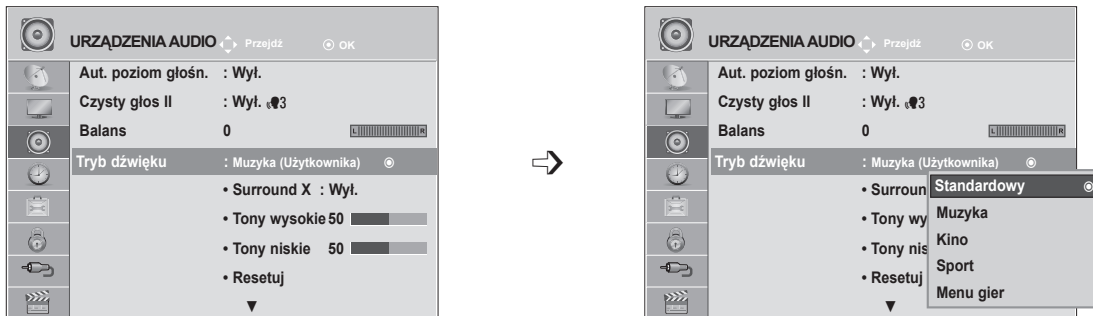 URZĄDZENIA AUDIO Przejdź OK
Aut. poziom głośn. : Wył.
Czysty głos II : Wył. 3
Balans 0 L R
Tryb dźwięku : Muzyka (Użytkownika)
• Surround X : Wył.
• Tony wysokie 50
• Tony niskie 50
• Resetuj
▼
URZĄDZENIA AUDIO Przejdź OK
Aut. poziom głośn. : Wył.
Czysty głos II : Wył. 3
Balans 0 L R
Tryb dźwięku : Muzyka (Użytkownika)
• Surroun
• Tony wy
• Tony nis
• Resetuj
▼
Standardowy
Muzyka
Kino
Sport
Menu gier